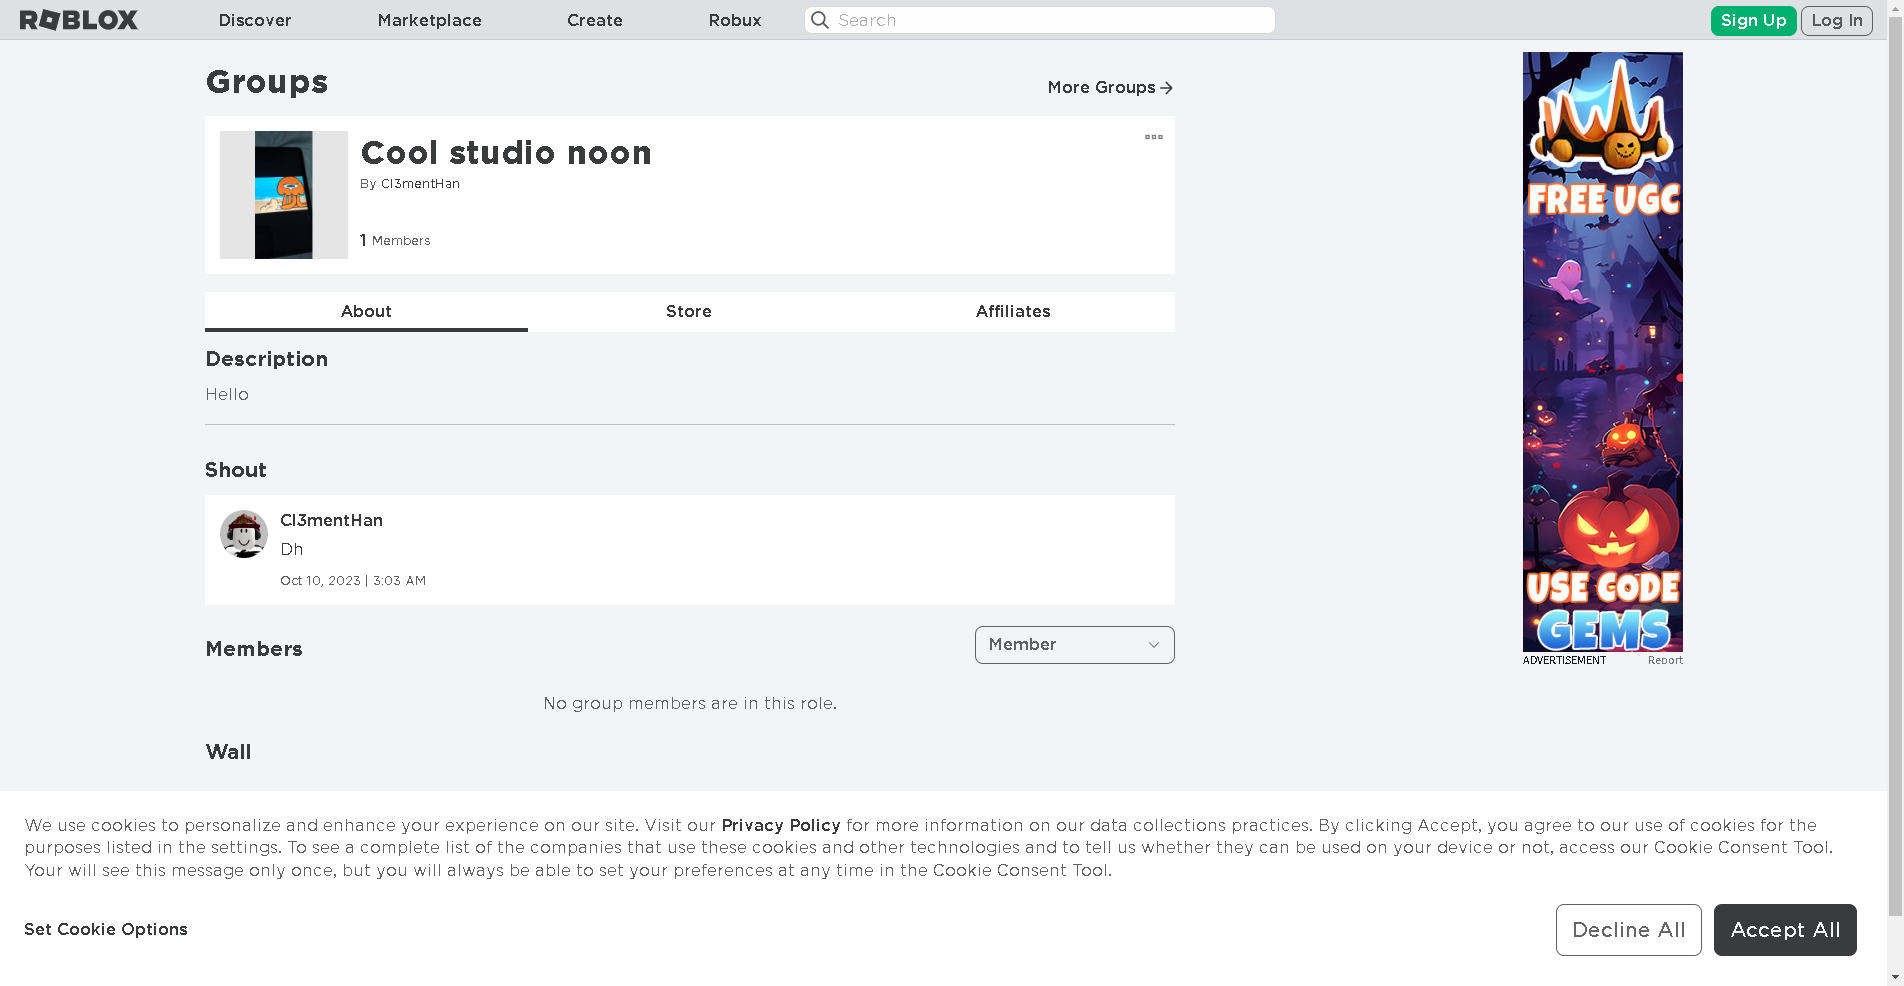 ROBLOX
Discover
Marketplace
Create
Robux
Search
Sign Up
Log In
Groups
More Groups
Cool studio noon
By Cl3mentHan
1 Members
About
Store
Affiliates
Description
Hello
Shout
Cl3mentHan
Dh
Oct 10, 2023 | 3:03 AM
Members
Member
No group members are in this role.
Wall
FREE UGC
USE CODE
GEMS
ADVERTISEMENT
Report
We use cookies to personalize and enhance your experience on our site. Visit our Privacy Policy for more information on our data collections practices. By clicking Accept, you agree to our use of cookies for the
purposes listed in the settings. To see a complete list of the companies that use these cookies and other technologies and to tell us whether they can be used on your device or not, access our Cookie Consent Tool.
Your will see this message only once, but you will always be able to set your preferences at any time in the Cookie Consent Tool.
Set Cookie Options
Decline All
Accept All